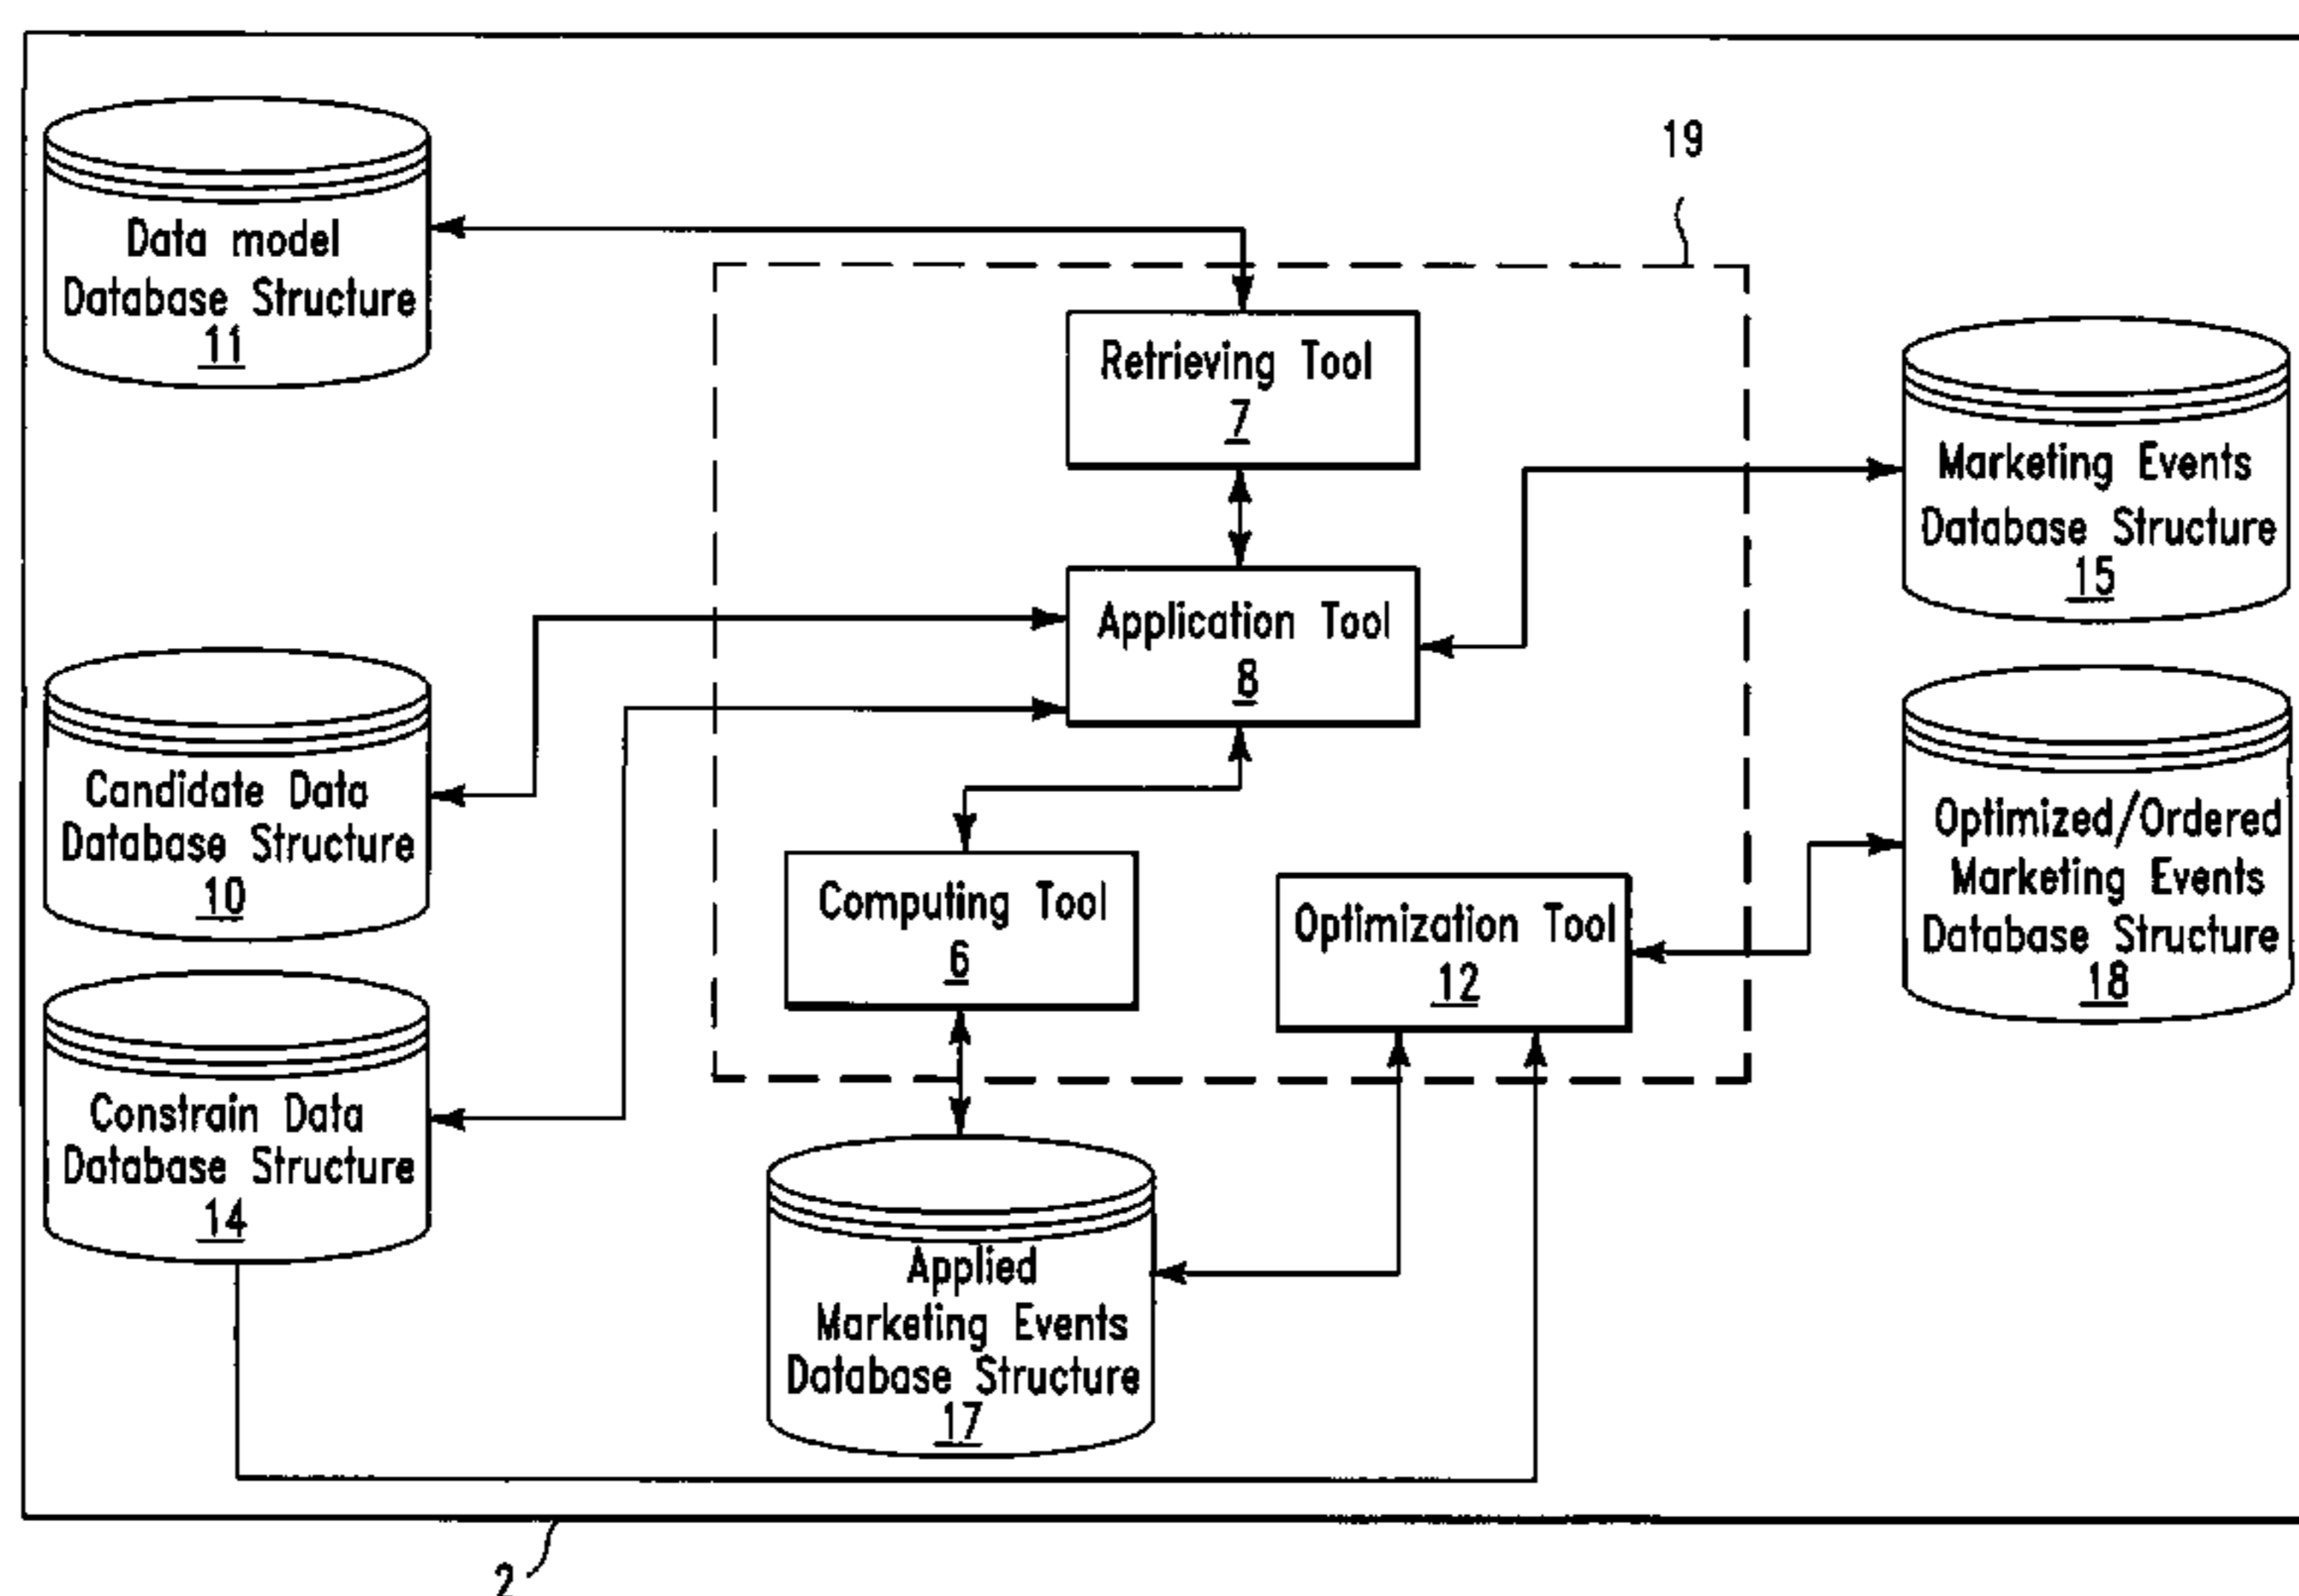 19
Data model
Database Structure
11
Retrieving Tool
7
Marketing Events
Database Structure
15
Application Tool
8
Candidate Data
Database Structure
10
Optimized/Ordered
Marketing Events
Database Structure
18
Computing Tool
6
Optimization Tool
12
Constrain Data
Database Structure
14
Applied
Marketing Events
Database Structure
17
2